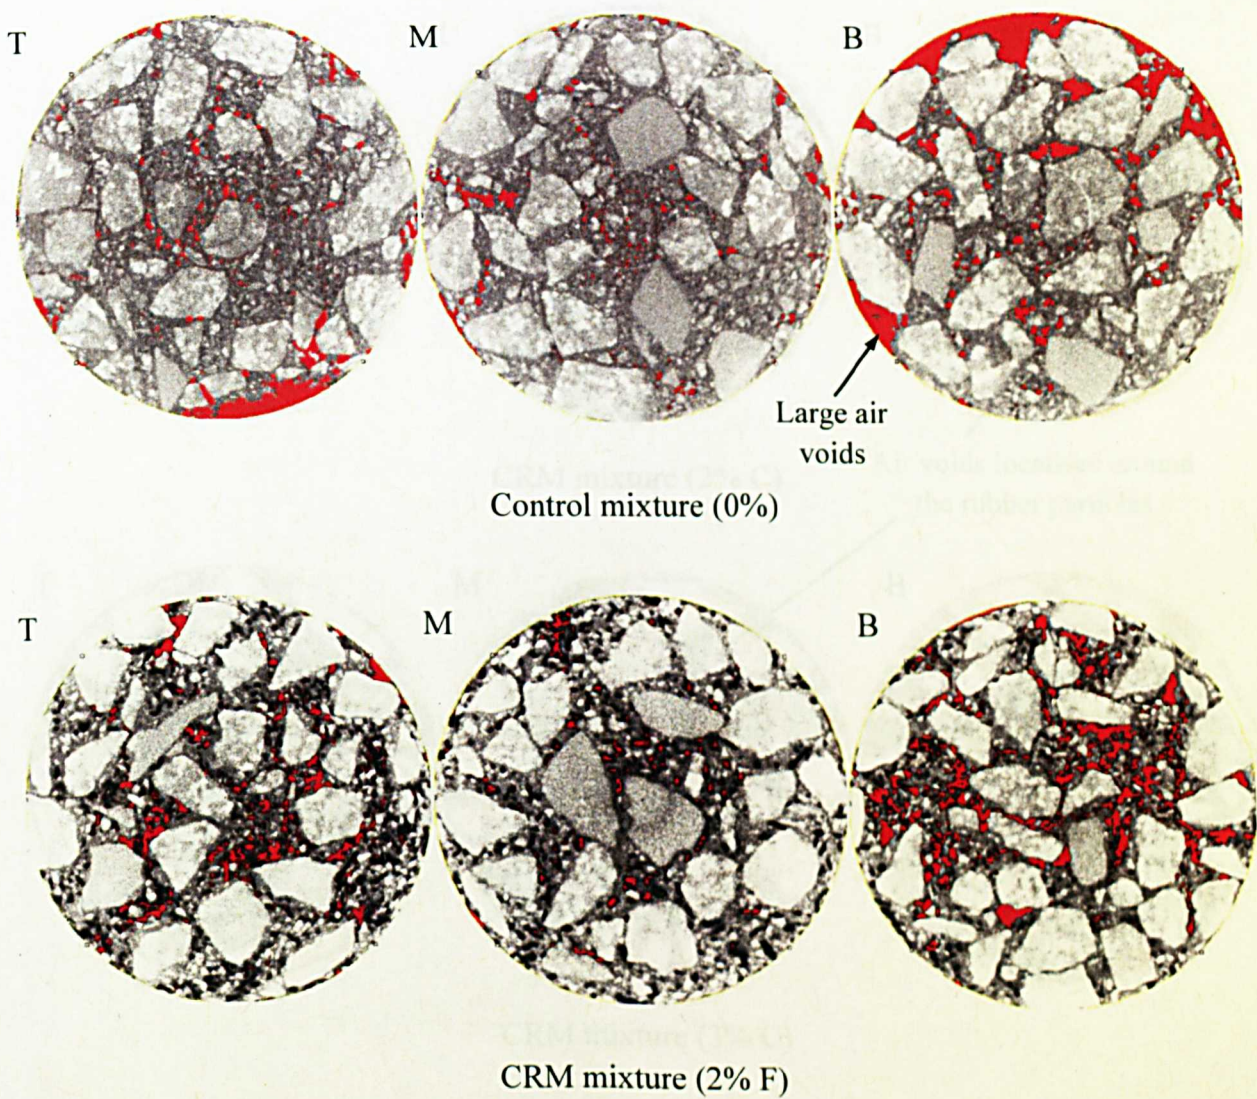 T
M
B
Large air
voids
Control mixture (0%)
T
M
B
CRM mixture (2% F)